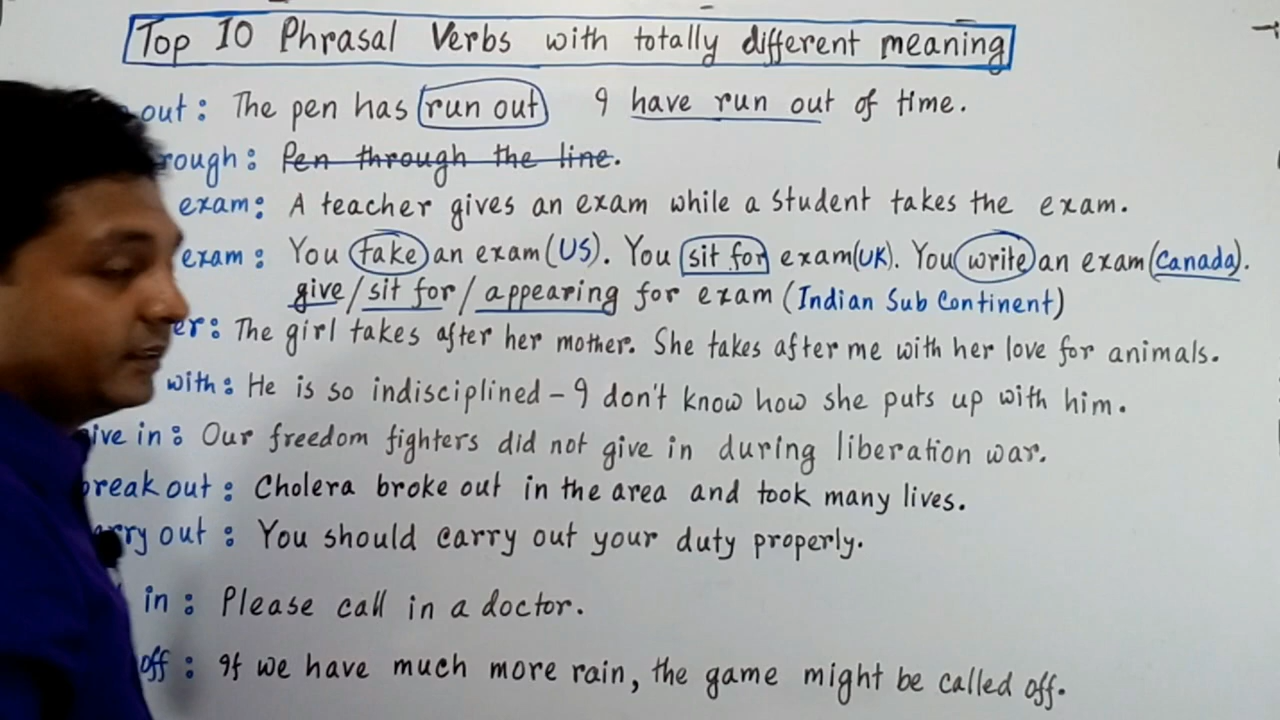 Top 10 Phrasal Verbs with totally different meaning
out : The pen has run out I have run out of time.
rough : Pen through the line.
exam : A teacher gives an exam while a student takes the exam.
exam : You take an exam (US). You sit for exam (UK). You write an exam (Canada).
give / sit for / appearing for exam (Indian Sub Continent)
er : The girl takes after her mother. She takes after me with her love for animals.
with : He is so indisciplined - I don't know how she puts up with him.
ive in : Our freedom fighters did not give in during liberation war.
break out : Cholera broke out in the area and took many lives.
rry out : You should carry out your duty properly.
in : Please call in a doctor.
off : If we have much more rain, the game might be called off.